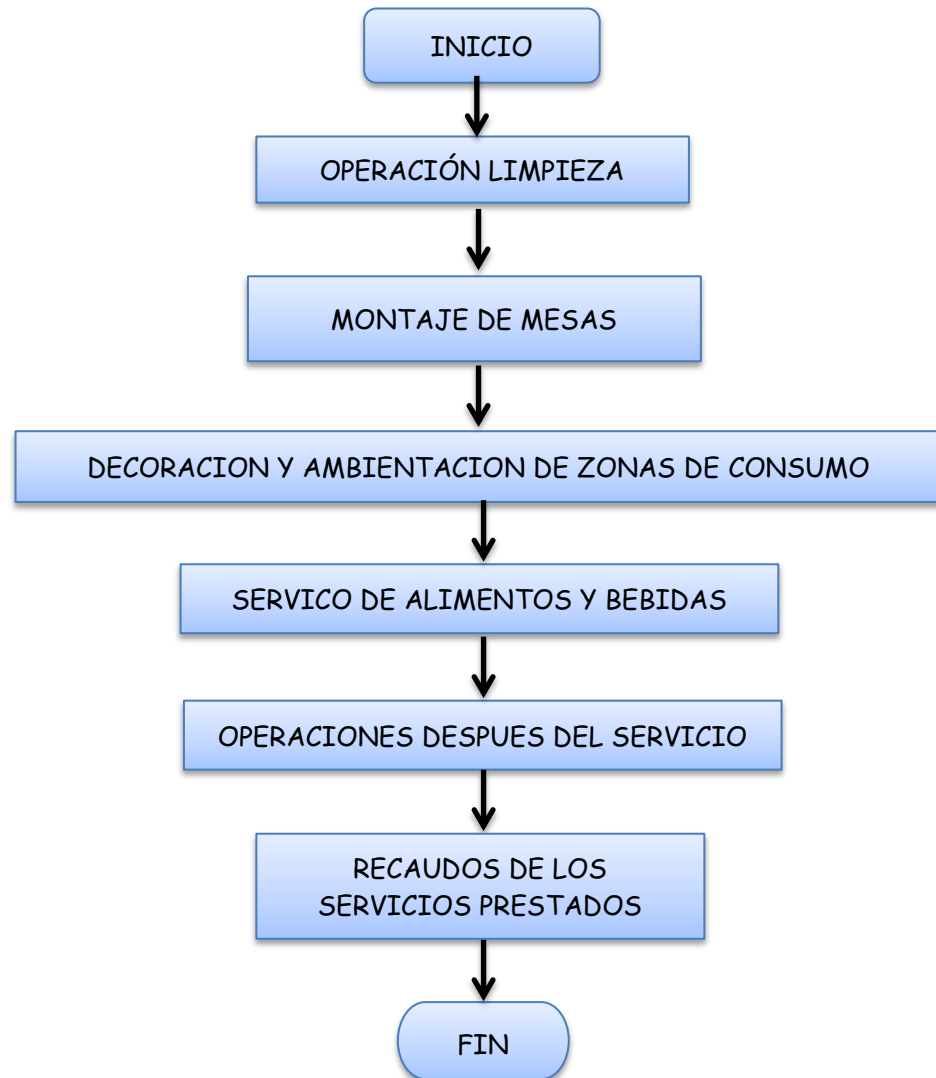 INICIO
OPERACIÓN LIMPIEZA
MONTAJE DE MESAS
DECORACION Y AMBIENTACION DE ZONAS DE CONSUMO
SERVICO DE ALIMENTOS Y BEBIDAS
OPERACIONES DESPUES DEL SERVICIO
RECAUDOS DE LOS
SERVICIOS PRESTADOS
FIN